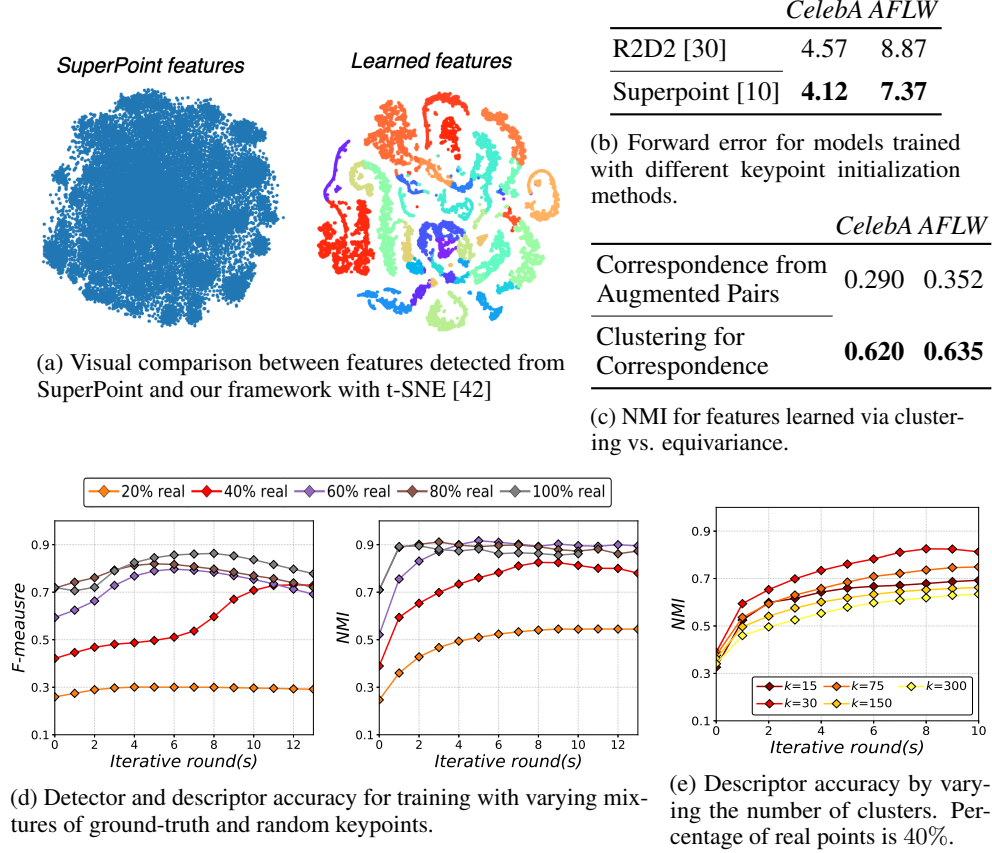 SuperPoint features
Learned features
(a) Visual comparison between features detected from
SuperPoint and our framework with t-SNE [42]
CelebA AFLW
R2D2 [30] 4.57 8.87
Superpoint [10] 4.12 7.37
(b) Forward error for models trained
with different keypoint initialization
methods.
CelebA AFLW
Correspondence from
Augmented Pairs 0.290 0.352
Clustering for
Correspondence 0.620 0.635
(c) NMI for features learned via cluster-
ing vs. equivariance.
20% real 40% real 60% real 80% real 100% real
F-meausre
0.9
0.7
0.5
0.3
0.1
0 2 4 6 8 10 12
Iterative round(s)
NMI
0.9
0.7
0.5
0.3
0.1
0 2 4 6 8 10 12
Iterative round(s)
(d) Detector and descriptor accuracy for training with varying mix-
tures of ground-truth and random keypoints.
NMI
0.9
0.7
0.5
0.3
0.1
k=15 k=75 k=300
k=30 k=150
0 2 4 6 8 10
Iterative round(s)
(e) Descriptor accuracy by vary-
ing the number of clusters. Per-
centage of real points is 40%.